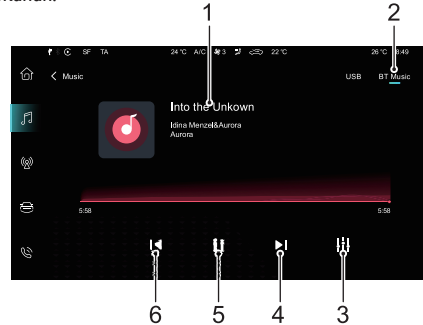 1 2
SF TA 24°C A/C 3 22°C 26°C 8:49
Music USB BT Music
Into the Unkown
Idina Menzel&Aurora
Aurora
5:58 5:58
6 5 4 3